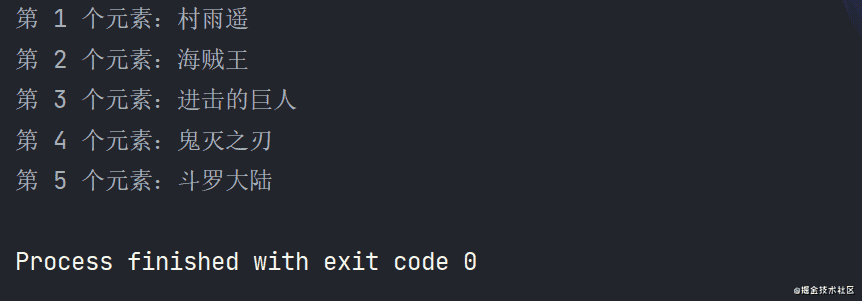 第 1 个元素：村雨遥
第 2 个元素：海贼王
第 3 个元素：进击的巨人
第 4 个元素：鬼灭之刃
第 5 个元素：斗罗大陆
Process finished with exit code 0
@掘金技术社区